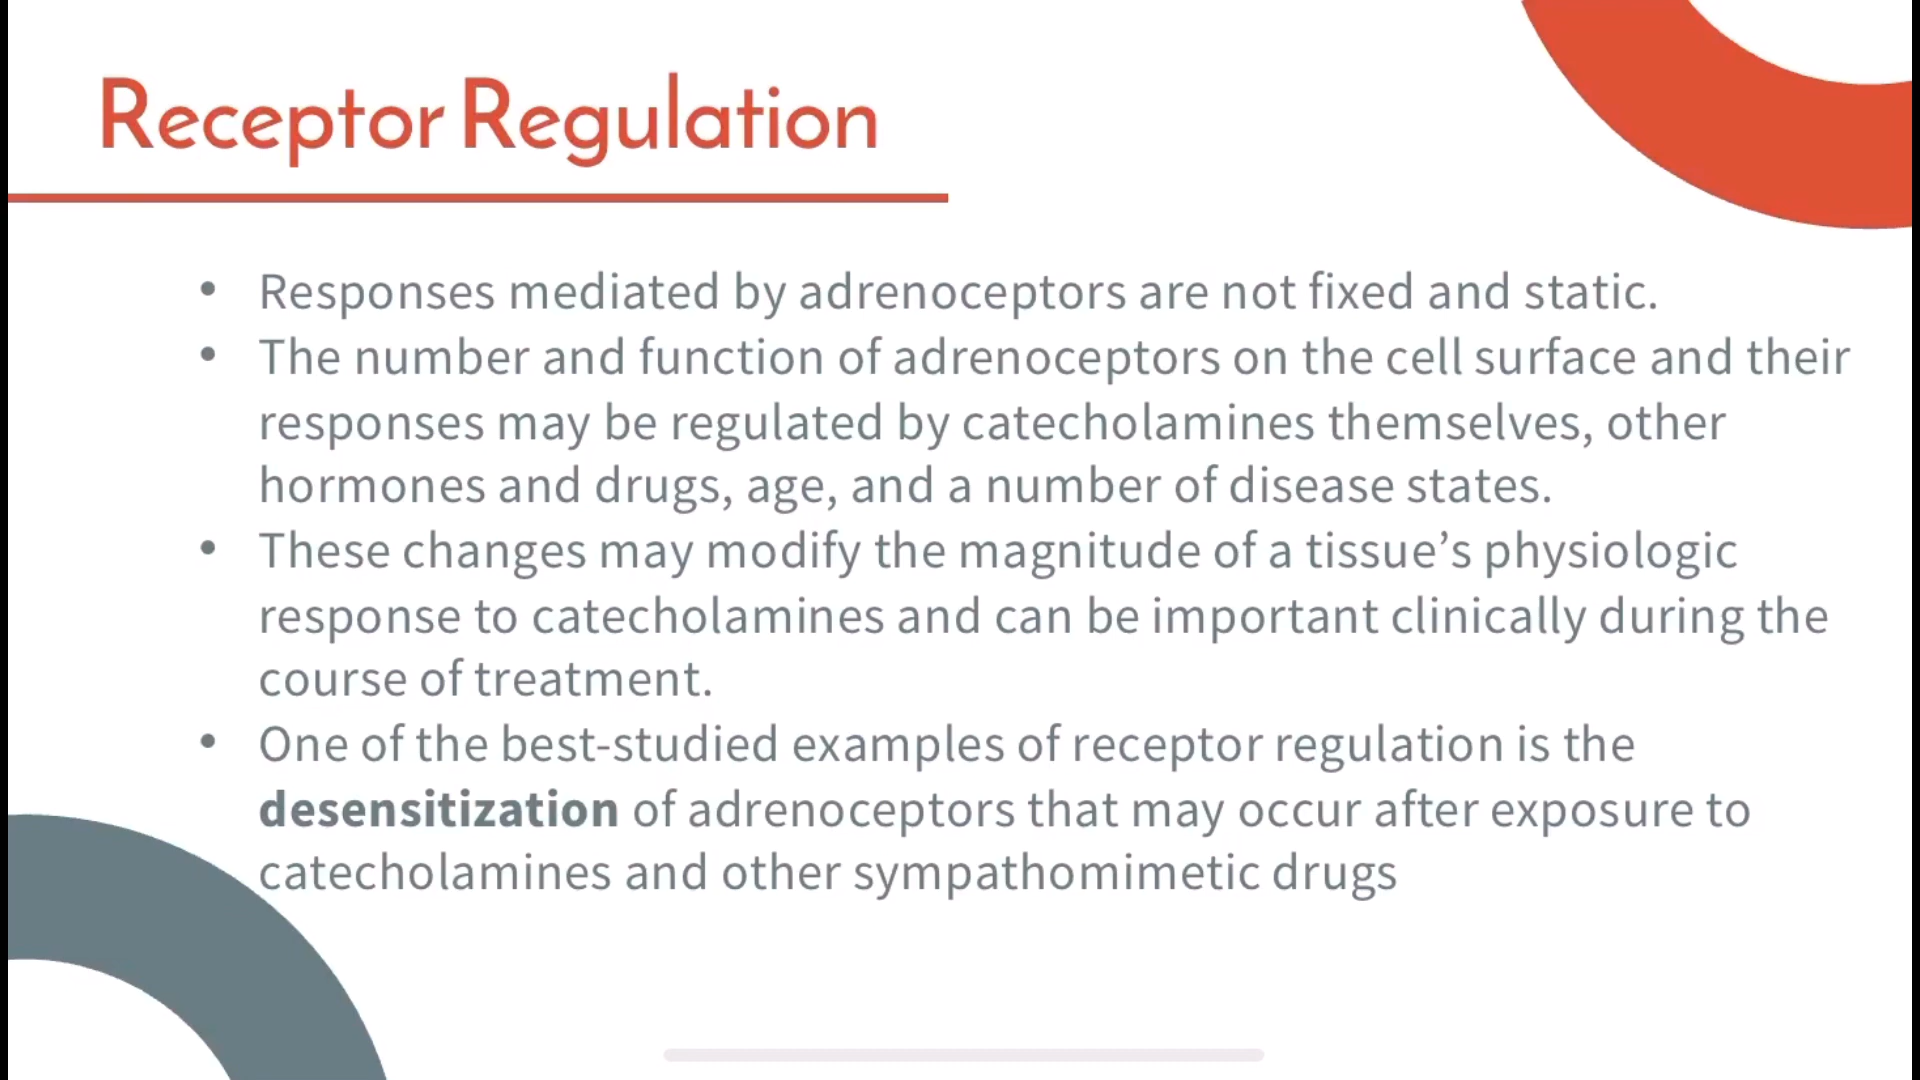 Receptor Regulation
• Responses mediated by adrenoceptors are not fixed and static.
• The number and function of adrenoceptors on the cell surface and their
responses may be regulated by catecholamines themselves, other
hormones and drugs, age, and a number of disease states.
• These changes may modify the magnitude of a tissue’s physiologic
response to catecholamines and can be important clinically during the
course of treatment.
• One of the best-studied examples of receptor regulation is the
desensitization of adrenoceptors that may occur after exposure to
catecholamines and other sympathomimetic drugs